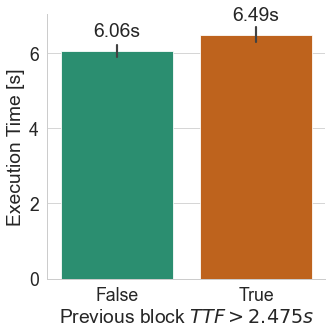 6.49s
6.06s
6
4
2
0
Execution Time [s]
False True
Previous block TTF > 2.475s